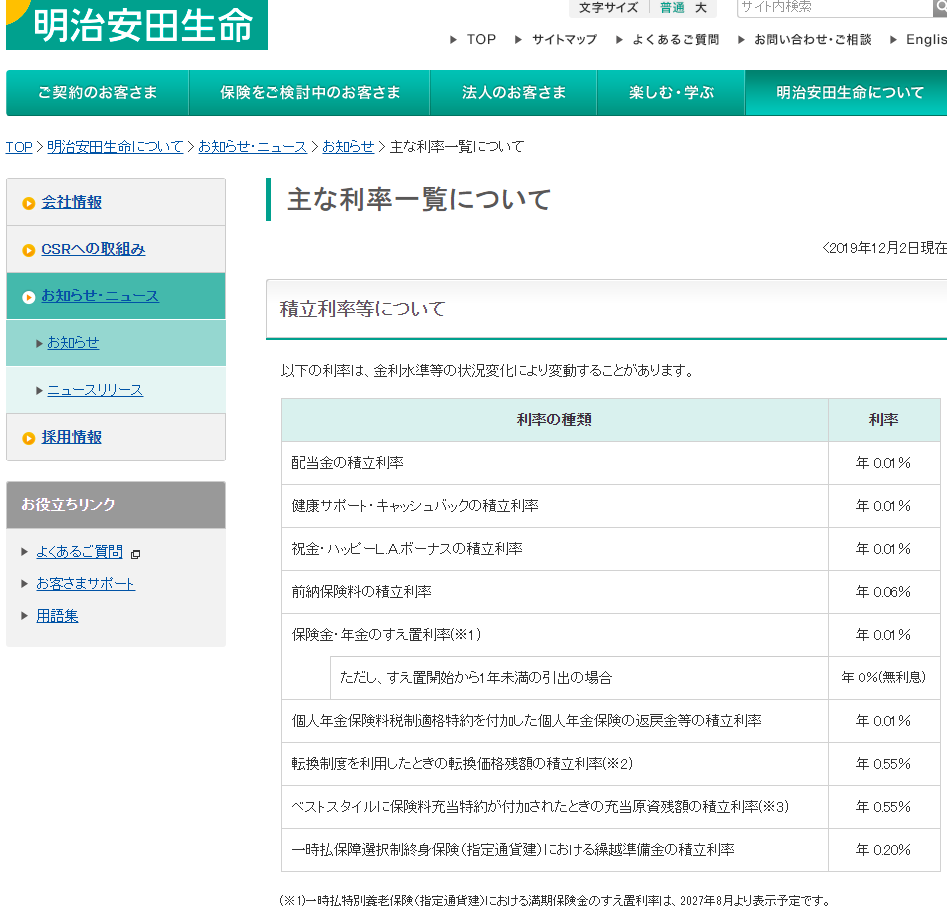 明治安田生命
文字サイズ 普通 大 サイト内検索
TOP サイトマップ よくあるご質問 お問い合わせ・ご相談 Englis
ご契約のお客さま 保険をご検討中のお客さま 法人のお客さま 楽しむ・学ぶ 明治安田生命について
TOP > 明治安田生命について > お知らせ・ニュース > お知らせ > 主な利率一覧について
会社情報
CSRへの取組み
お知らせ・ニュース
お知らせ
ニュースリリース
採用情報
お役立ちリンク
よくあるご質問
お客さまサポート
用語集
主な利率一覧について
<2019年12月2日現在
積立利率等について
以下の利率は、金利水準等の状況変化により変動することがあります。
利率の種類 利率
配当金の積立利率 年 0.01%
健康サポート・キャッシュバックの積立利率 年 0.01%
祝金・ハッピーL.A.ボーナスの積立利率 年 0.01%
前納保険料の積立利率 年 0.06%
保険金・年金のすえ置利率(※1) 年 0.01%
ただし、すえ置開始から1年未満の引出の場合 年 0%(無利息)
個人年金保険料税制適格特約を付加した個人年金保険の返戻金等の積立利率 年 0.01%
転換制度を利用したときの転換価格残額の積立利率(※2) 年 0.55%
ベストスタイルに保険料充当特約が付加されたときの充当原資残額の積立利率(※3) 年 0.55%
一時払保障選択制終身保険(指定通貨建)における繰越準備金の積立利率 年 0.20%
(※1)一時払特別養老保険(指定通貨建)における満期保険金のすえ置利率は、2027年8月より表示予定です。